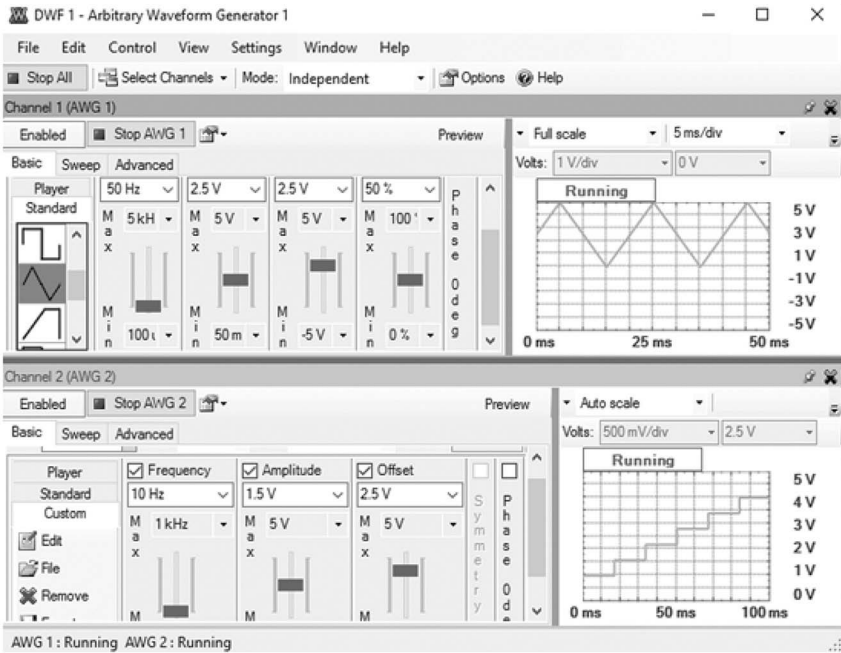 DWF 1 - Arbitrary Waveform Generator 1
File Edit Control View Settings Window Help
Stop All Select Channels Mode: Independent Options Help
Channel 1 (AWG 1)
Enabled Stop AWG 1 Preview Full scale 5 ms/div
Basic Sweep Advanced Volts: 1 V/div 0 V
Player
Standard
50 Hz 2.5 V 2.5 V 50 %
Max 5 kH Max 5 V Max 5 V Max 100
Min 100 Min 50 m Min -5 V Min 0 %
Phase 0 deg
Running
5 V
3 V
1 V
-1 V
-3 V
-5 V
0 ms 25 ms 50 ms
Channel 2 (AWG 2)
Enabled Stop AWG 2 Preview Auto scale
Basic Sweep Advanced Volts: 500 mV/div 2.5 V
Player
Standard
Custom
Edit
File
Remove
Frequency Amplitude Offset
10 Hz 1.5 V 2.5 V
Max 1 kHz Max 5 V Max 5 V
M M M
Symmetry
Phase 0 de
Running
5 V
4 V
3 V
2 V
1 V
0 V
0 ms 50 ms 100 ms
AWG 1 : Running AWG 2 : Running